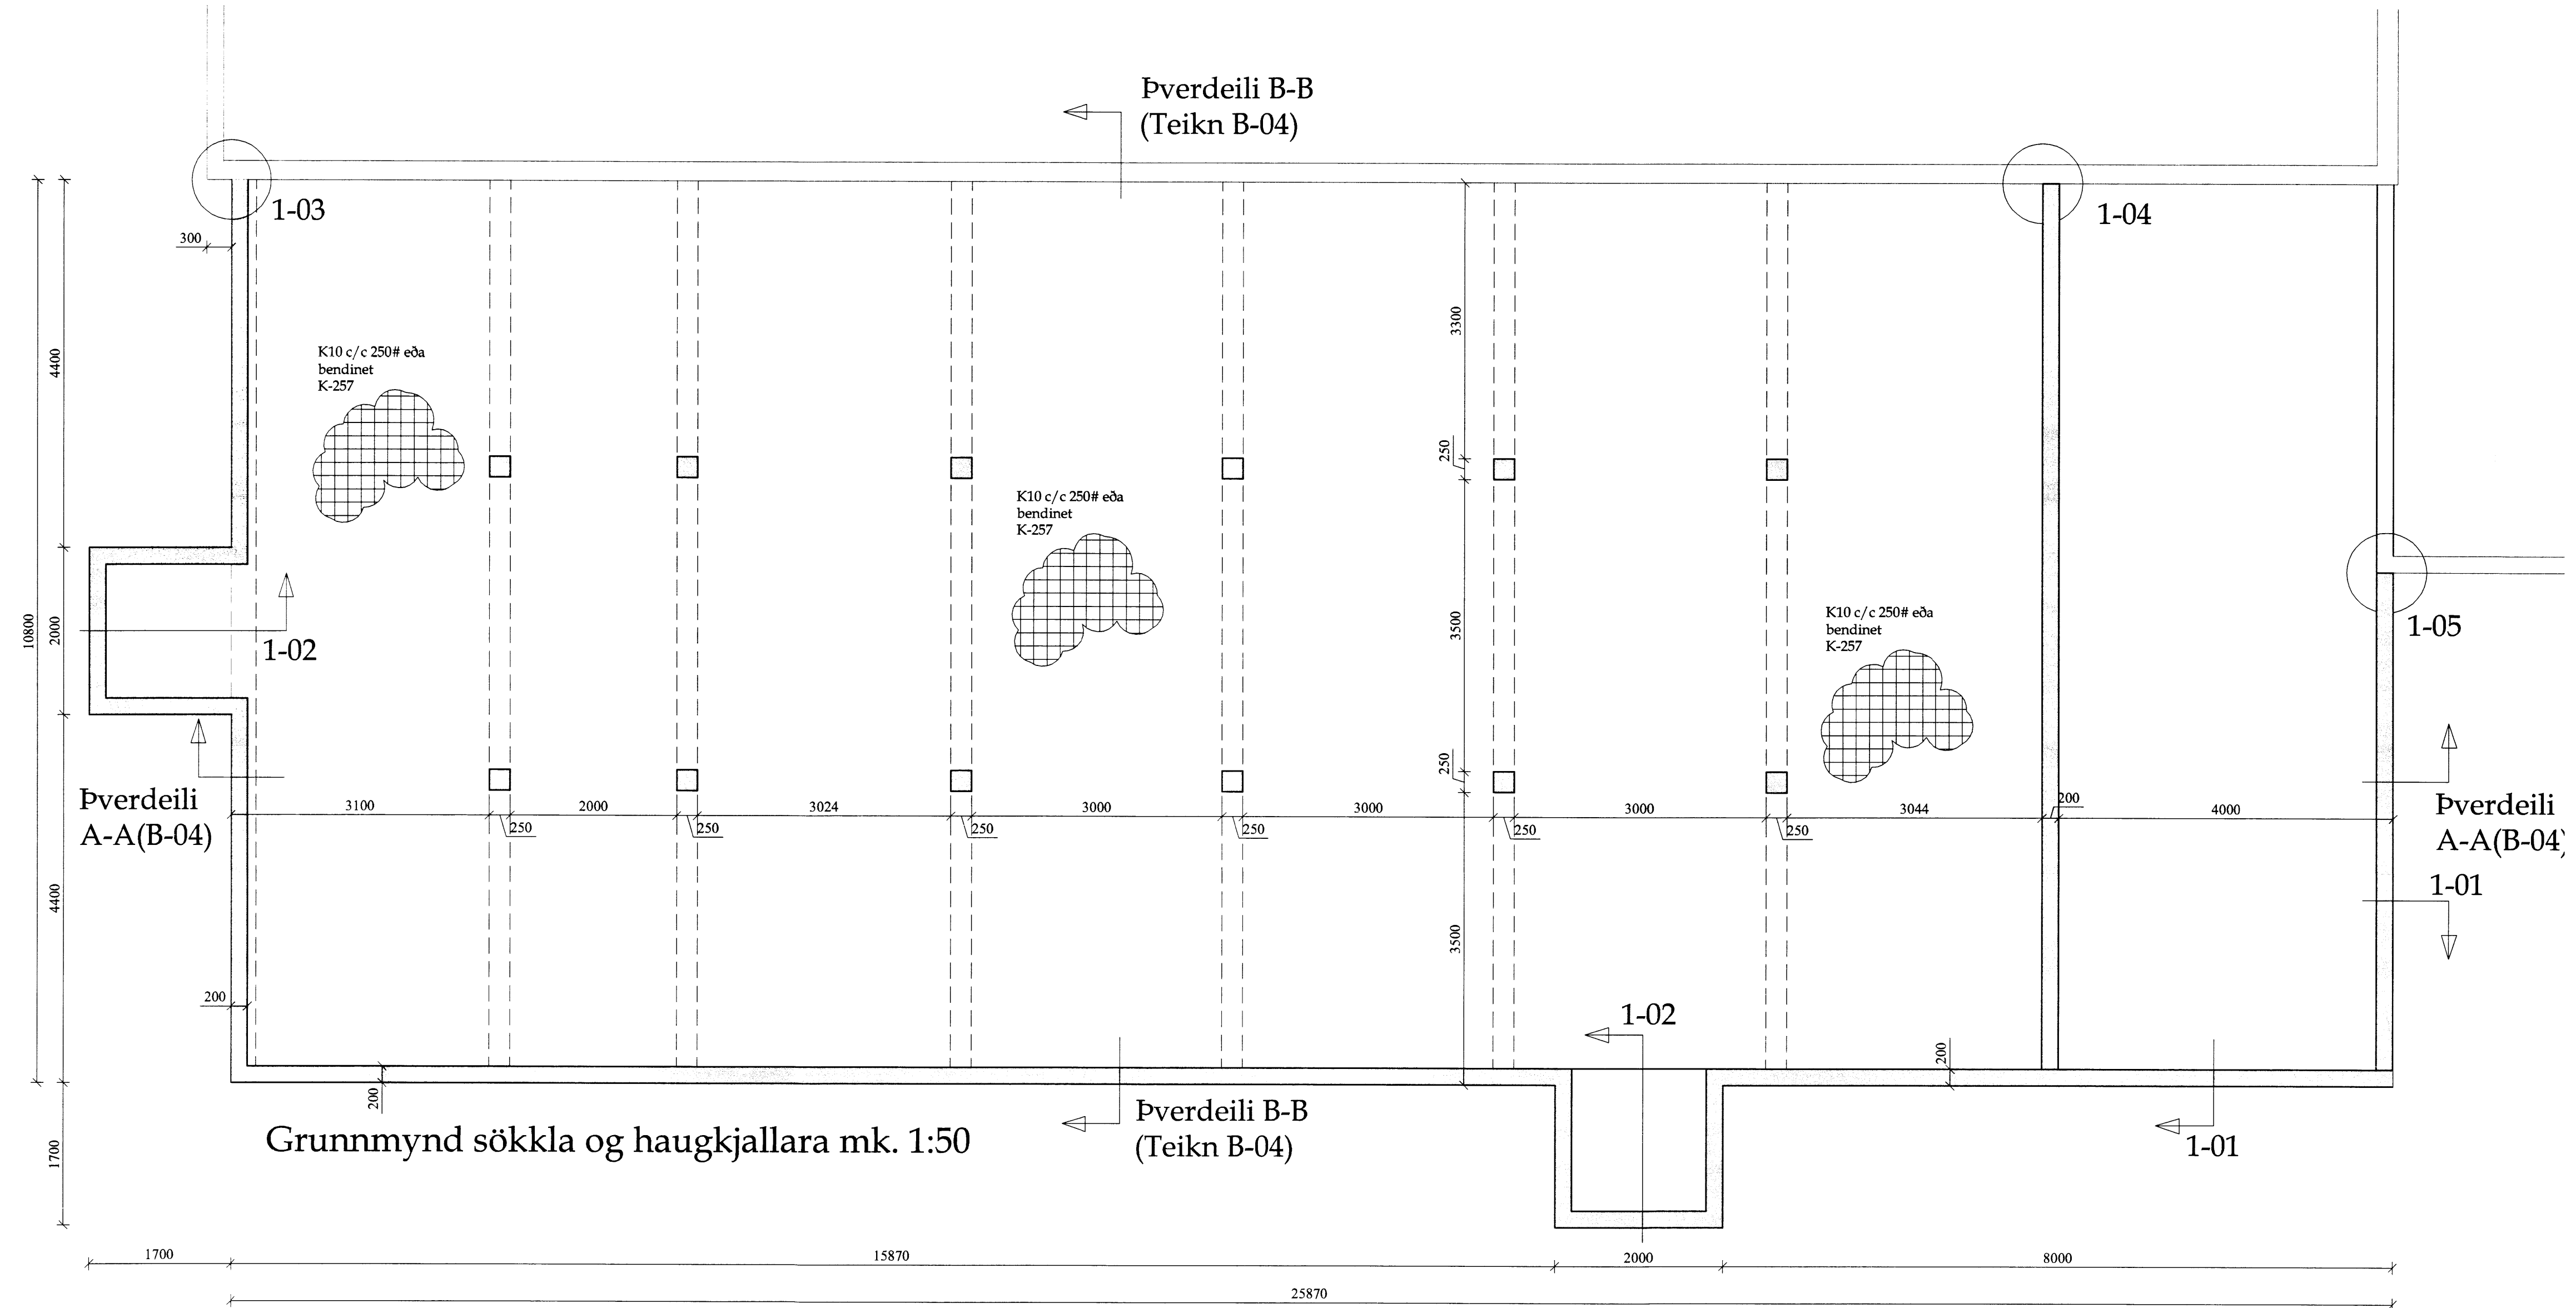 Þverdeili B-B
(Teikn B-04)
1-03
1-04
300
K10 c/c 250# eða
bendinet
K-257
K10 c/c 250# eða
bendinet
K-257
K10 c/c 250# eða
bendinet
K-257
10800
4400
2000
4400
1700
3300
250
3500
250
3500
1-02
1-05
Þverdeili
A-A(B-04)
Þverdeili
A-A(B-04)
3100
2000
3024
3000
3000
3000
3044
200
4000
250
250
250
250
250
250
1-01
200
200
200
1-02
Þverdeili B-B
(Teikn B-04)
1-01
Grunnmynd sökkla og haugkjallara mk. 1:50
1700
15870
2000
8000
25870